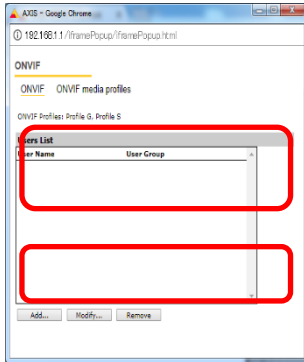 AXIS - Google Chrome
192.168.1.1/IframePopup/IframePopup.html
ONVIF
ONVIF ONVIF media profiles
ONVIF Profiles: Profile G, Profile S
Users List
User Name User Group
Add... Modify... Remove